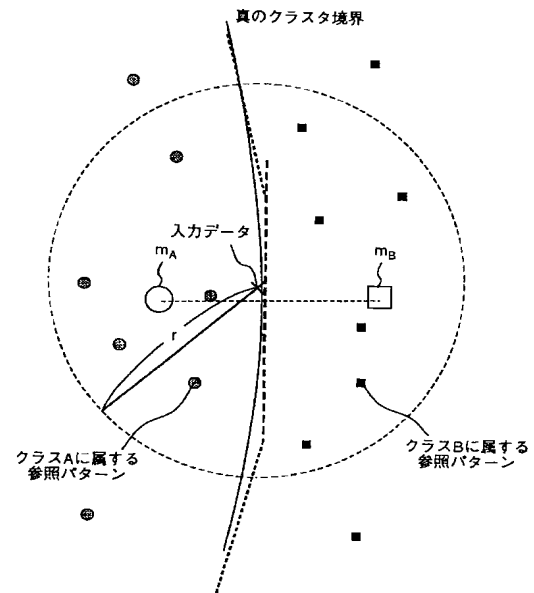 真のクラスタ境界
入力データ
mA
mB
r
クラスAに属する
参照パターン
クラスBに属する
参照パターン